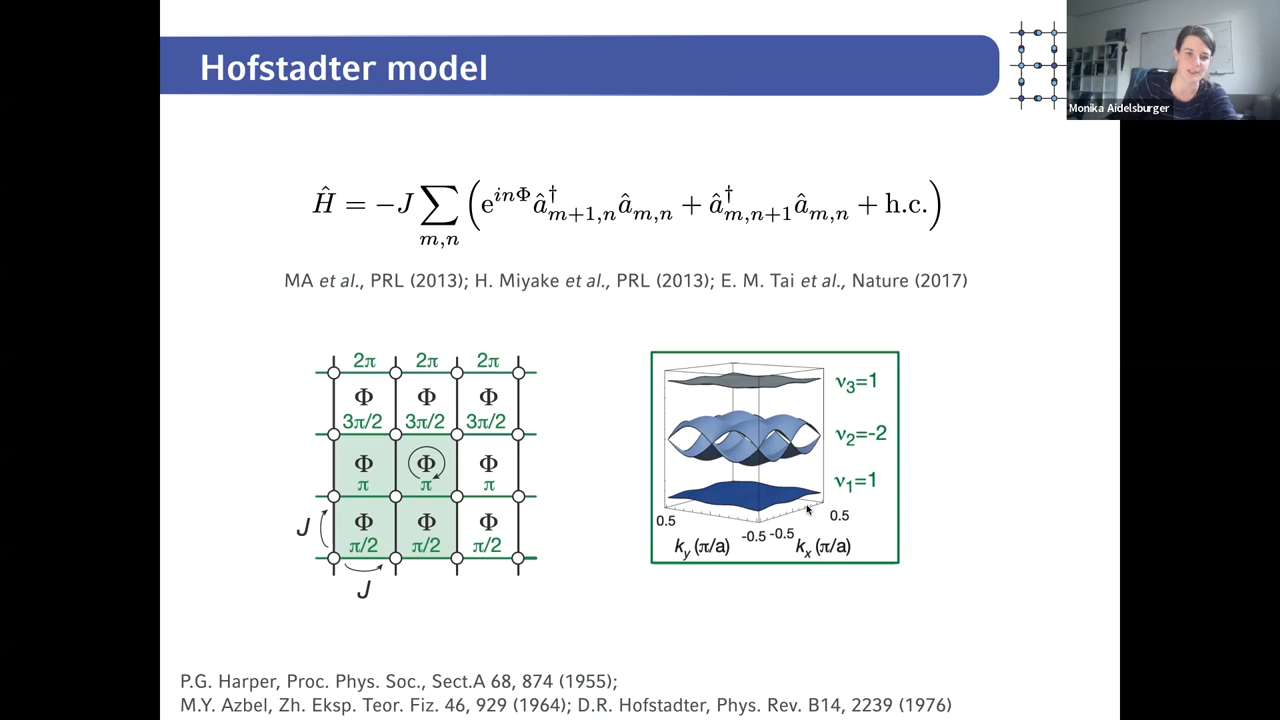 Hofstadter model
Monika Aidelsburger
Ĥ = −J ∑_{m,n} ( e^{inΦ} â†_{m+1,n} â_{m,n} + â†_{m,n+1} â_{m,n} + h.c. )
MA et al., PRL (2013); H. Miyake et al., PRL (2013); E. M. Tai et al., Nature (2017)
2π 2π 2π
Φ Φ Φ
3π/2 3π/2 3π/2
Φ Φ Φ
π π π
Φ Φ Φ
J π/2 π/2 π/2
J
ν₃=1
ν₂=-2
ν₁=1
0.5 -0.5 -0.5 0.5
k_y (π/a) k_x (π/a)
P.G. Harper, Proc. Phys. Soc., Sect.A 68, 874 (1955);
M.Y. Azbel, Zh. Eksp. Teor. Fiz. 46, 929 (1964); D.R. Hofstadter, Phys. Rev. B14, 2239 (1976)